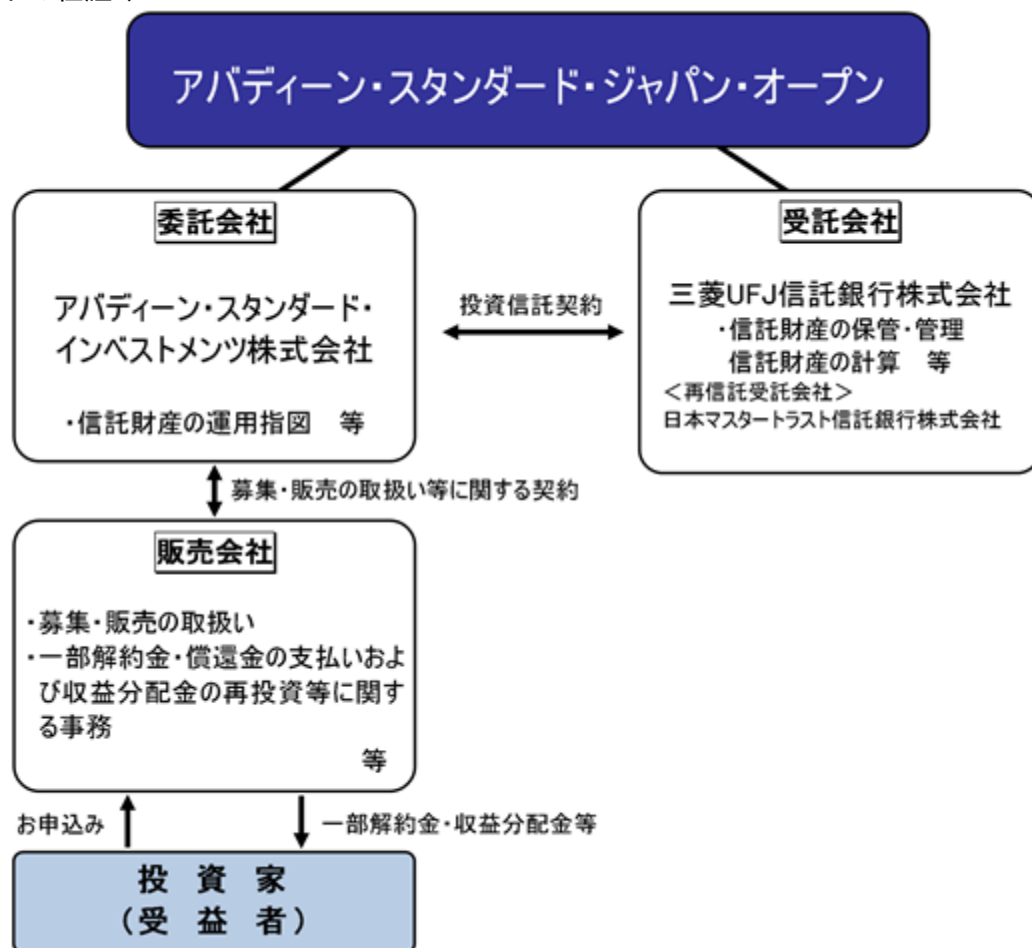 アバディーン・スタンダード・ジャパン・オープン
委託会社
アバディーン・スタンダード・
インベストメンツ株式会社
・信託財産の運用指図 等
投資信託契約
受託会社
三菱UFJ信託銀行株式会社
・信託財産の保管・管理
信託財産の計算 等
＜再信託受託会社＞
日本マスタートラスト信託銀行株式会社
募集・販売の取扱い等に関する契約
販売会社
・募集・販売の取扱い
・一部解約金・償還金の支払いおよ
び収益分配金の再投資等に関す
る事務
等
お申込み
一部解約金・収益分配金等
投 資 家
（受 益 者）